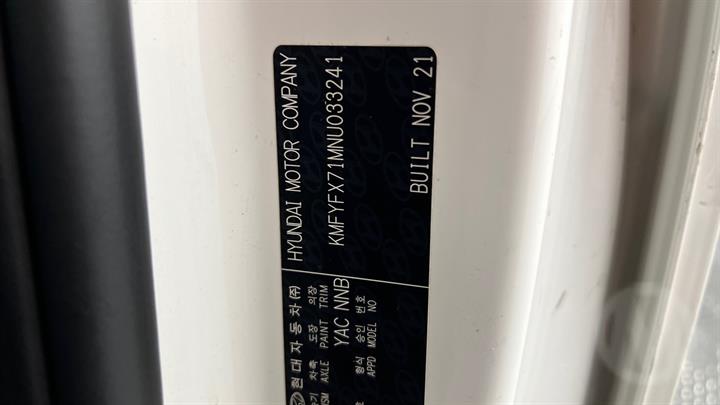 HYUNDAI MOTOR COMPANY
KMFYFX71MNU033241
BUILT NOV 21
현대자동차(주)
차축 도장 의장
AXLE PAINT TRIM
YAC NNB
형식 승인 번호
APPD MODEL NO